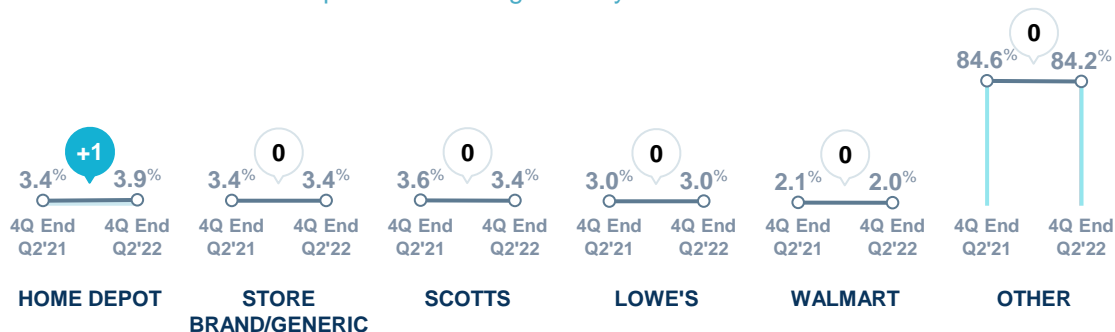 0
84.6% 84.2%
+1 0 0 0 0
3.4% 3.9% 3.4% 3.4% 3.6% 3.4% 3.0% 3.0% 2.1% 2.0%
4Q End 4Q End 4Q End 4Q End 4Q End 4Q End 4Q End 4Q End 4Q End 4Q End 4Q End 4Q End
Q2'21 Q2'22 Q2'21 Q2'22 Q2'21 Q2'22 Q2'21 Q2'22 Q2'21 Q2'22 Q2'21 Q2'22
HOME DEPOT STORE SCOTTS LOWE'S WALMART OTHER
BRAND/GENERIC